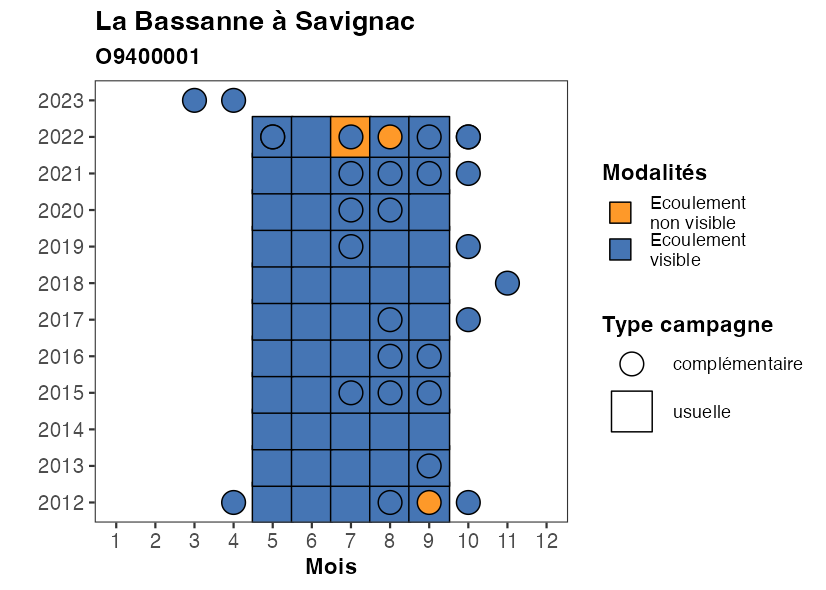 La Bassanne à Savignac
O9400001
2023
2022
2021
2020
2019
2018
2017
2016
2015
2014
2013
2012
1 2 3 4 5 6 7 8 9 10 11 12
Mois
Modalités
Ecoulement
non visible
Ecoulement
visible
Type campagne
complémentaire
usuelle